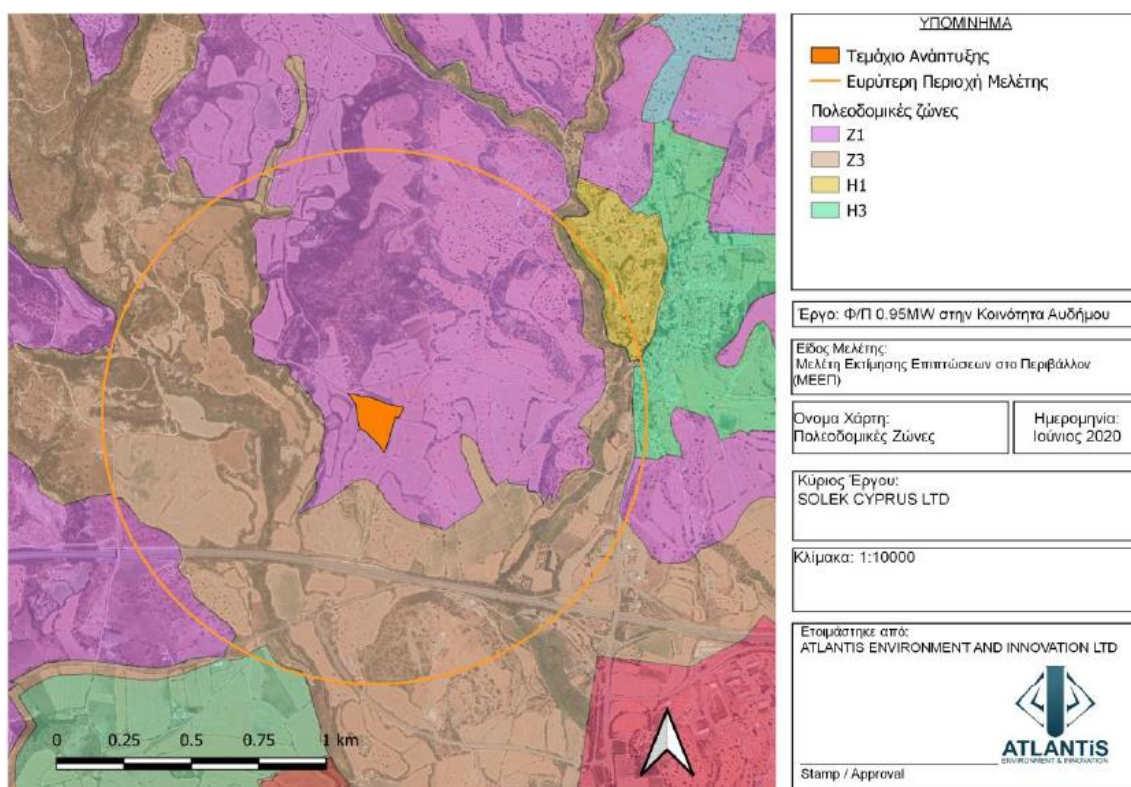 ΥΠΟΜΝΗΜΑ
Τεμάχιο Ανάπτυξης
Ευρύτερη Περιοχή Μελέτης
Πολεοδομικές ζώνες
Z1
Z3
H1
H3
Έργο: Φ/Π 0.95MW στην Κοινότητα Αυδήμου
Είδος Μελέτης:
Μελέτη Εκτίμησης Επιπτώσεων στο Περιβάλλον
(ΜΕΕΠ)
Όνομα Χάρτη:
Πολεοδομικές Ζώνες
Ημερομηνία:
Ιούνιος 2020
Κύριος Έργου:
SOLEK CYPRUS LTD
Κλίμακα: 1:10000
Ετοιμάστηκε από:
ATLANTIS ENVIRONMENT AND INNOVATION LTD
ATLANTiS
ENVIRONMENT & INNOVATION
Stamp / Approval
0 0.25 0.5 0.75 1 km